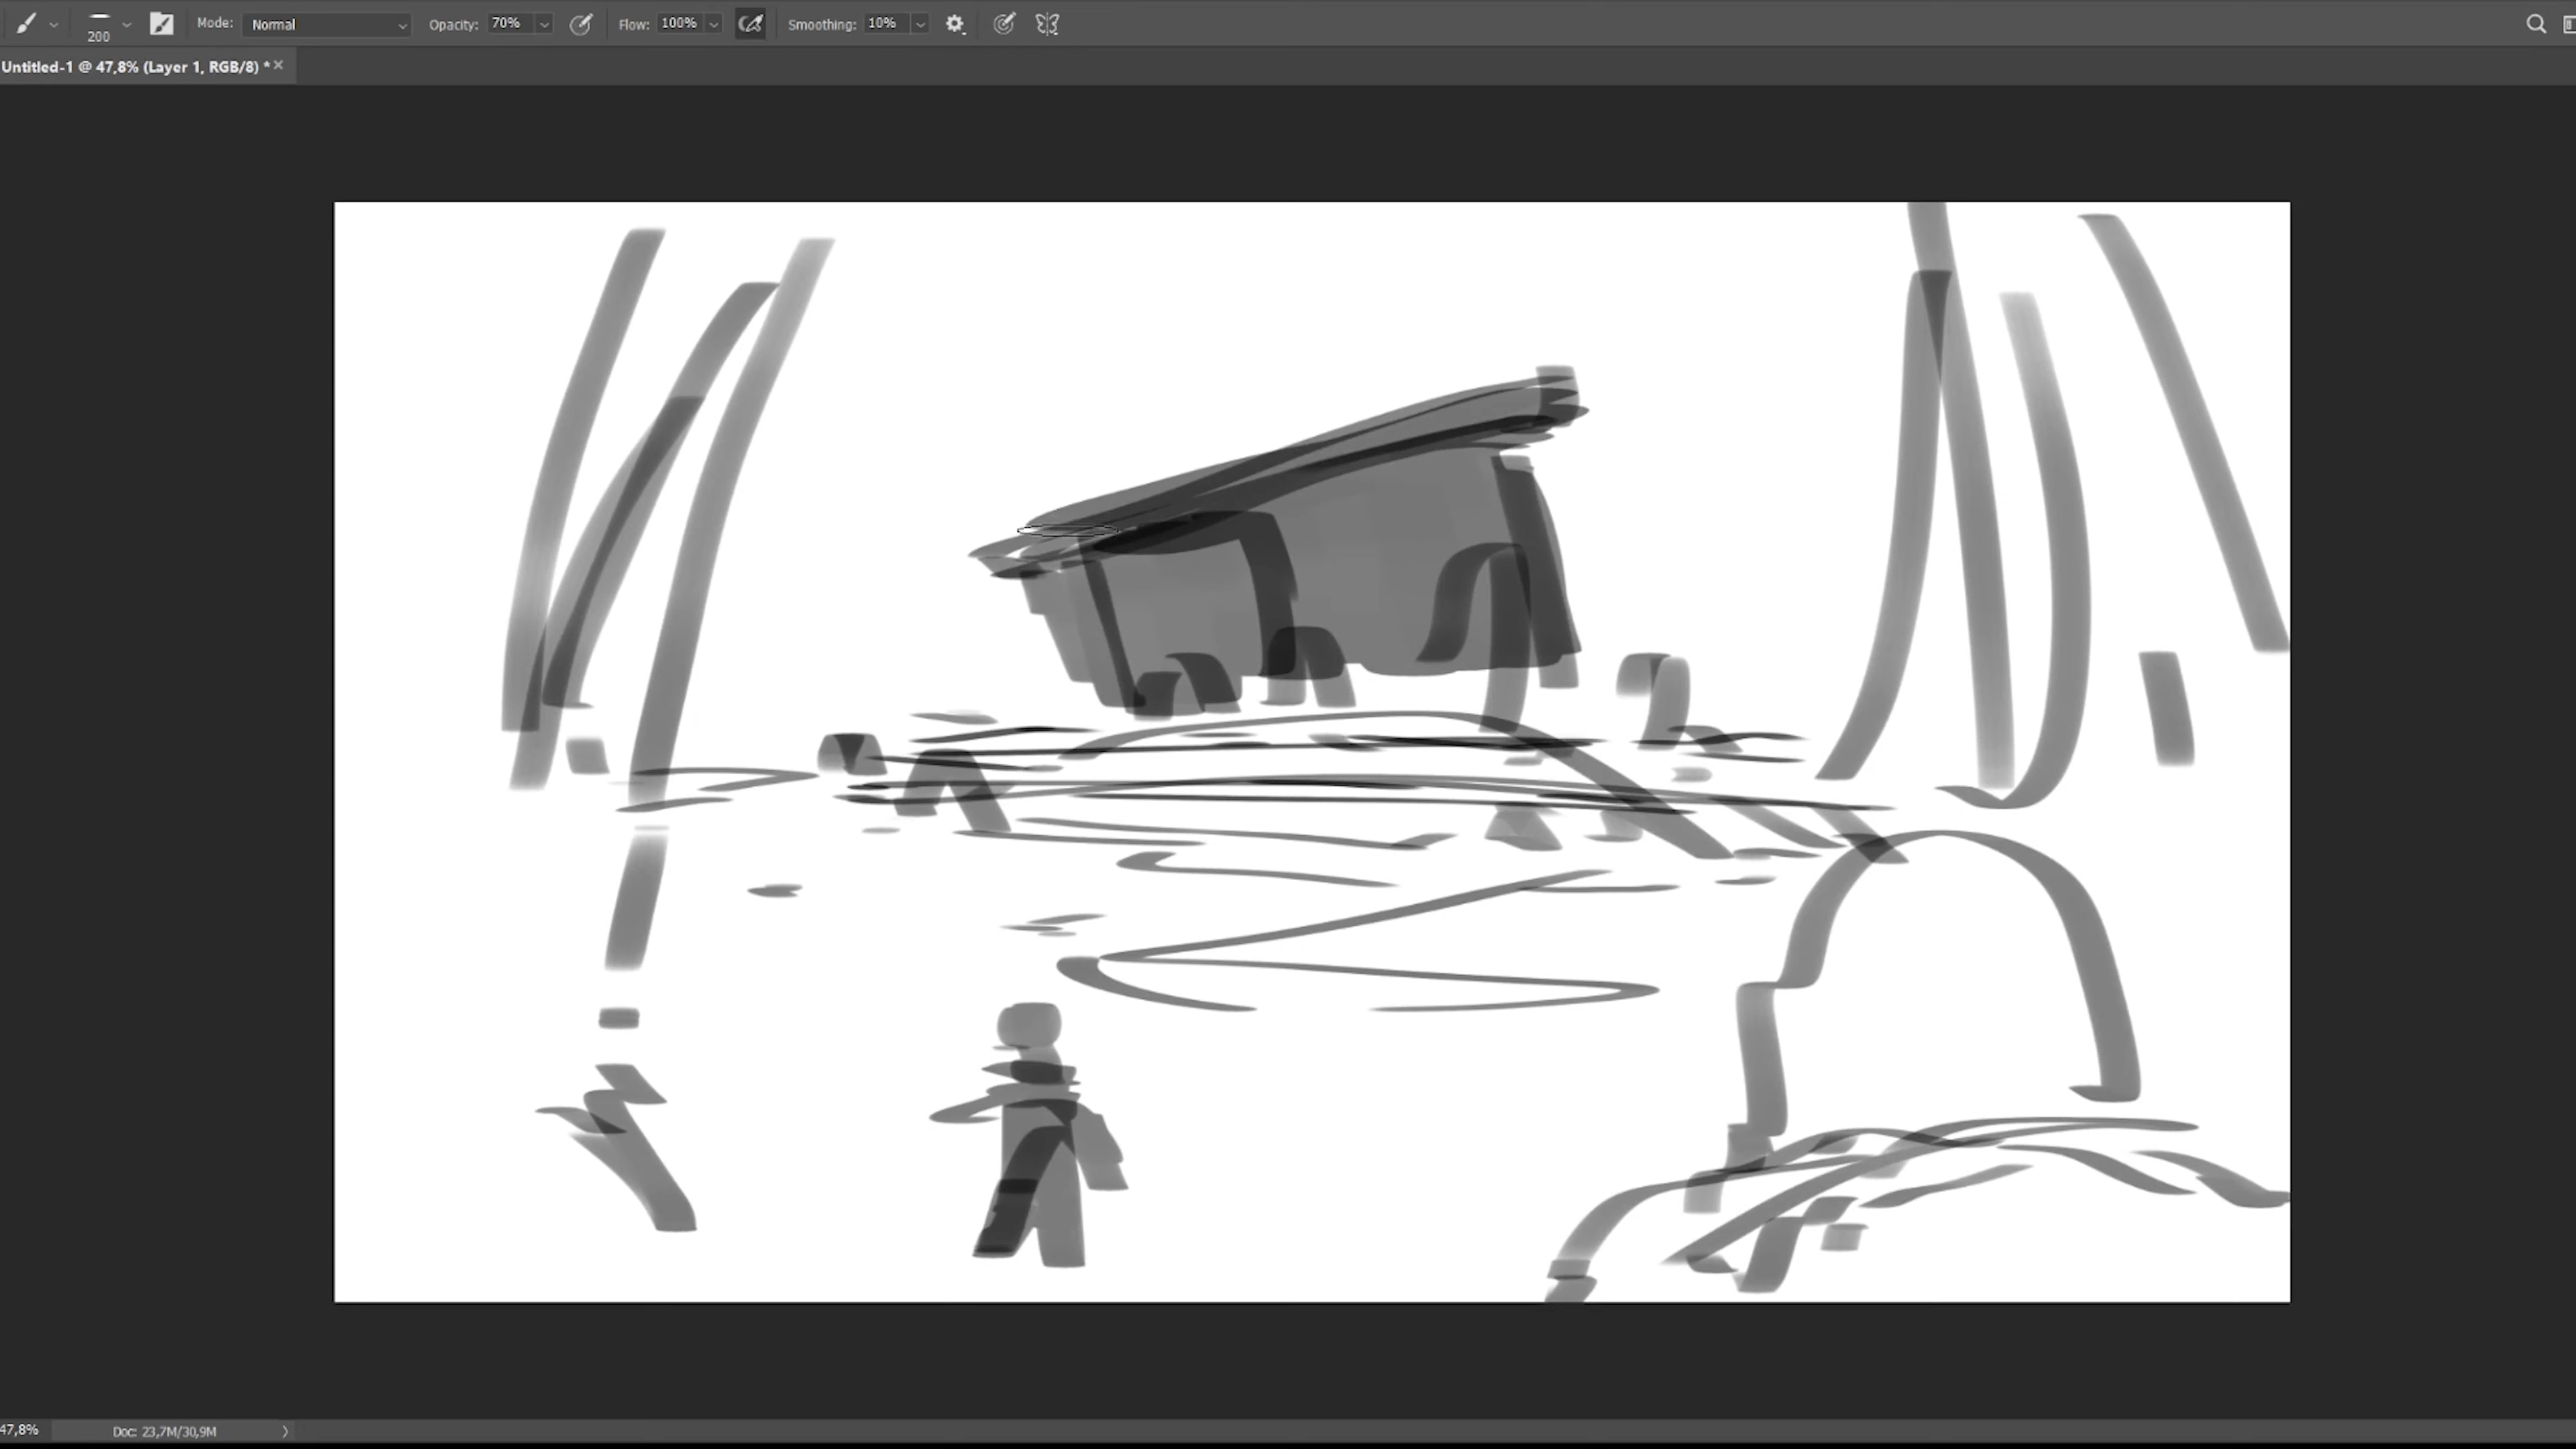 Mode: Normal Opacity: 70% Flow: 100% Smoothing: 10%
200
Untitled-1 @ 47,8% (Layer 1, RGB/8) *
47,8% Doc: 23,7M/30,9M